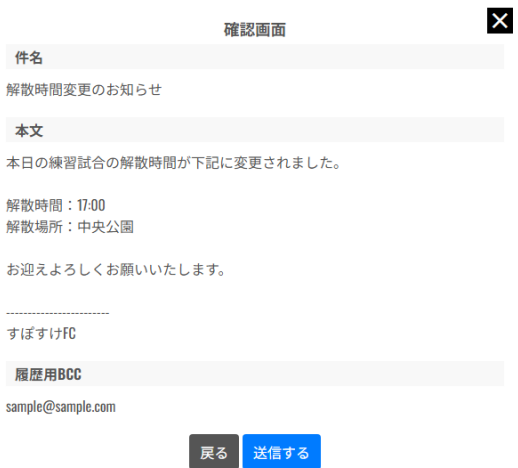 確認画面
件名
解散時間変更のお知らせ
本文
本日の練習試合の解散時間が下記に変更されました。
解散時間：17:00
解散場所：中央公園
お迎えよろしくお願いいたします。
------------------------
すぽすけFC
履歴用BCC
sample@sample.com
戻る 送信する